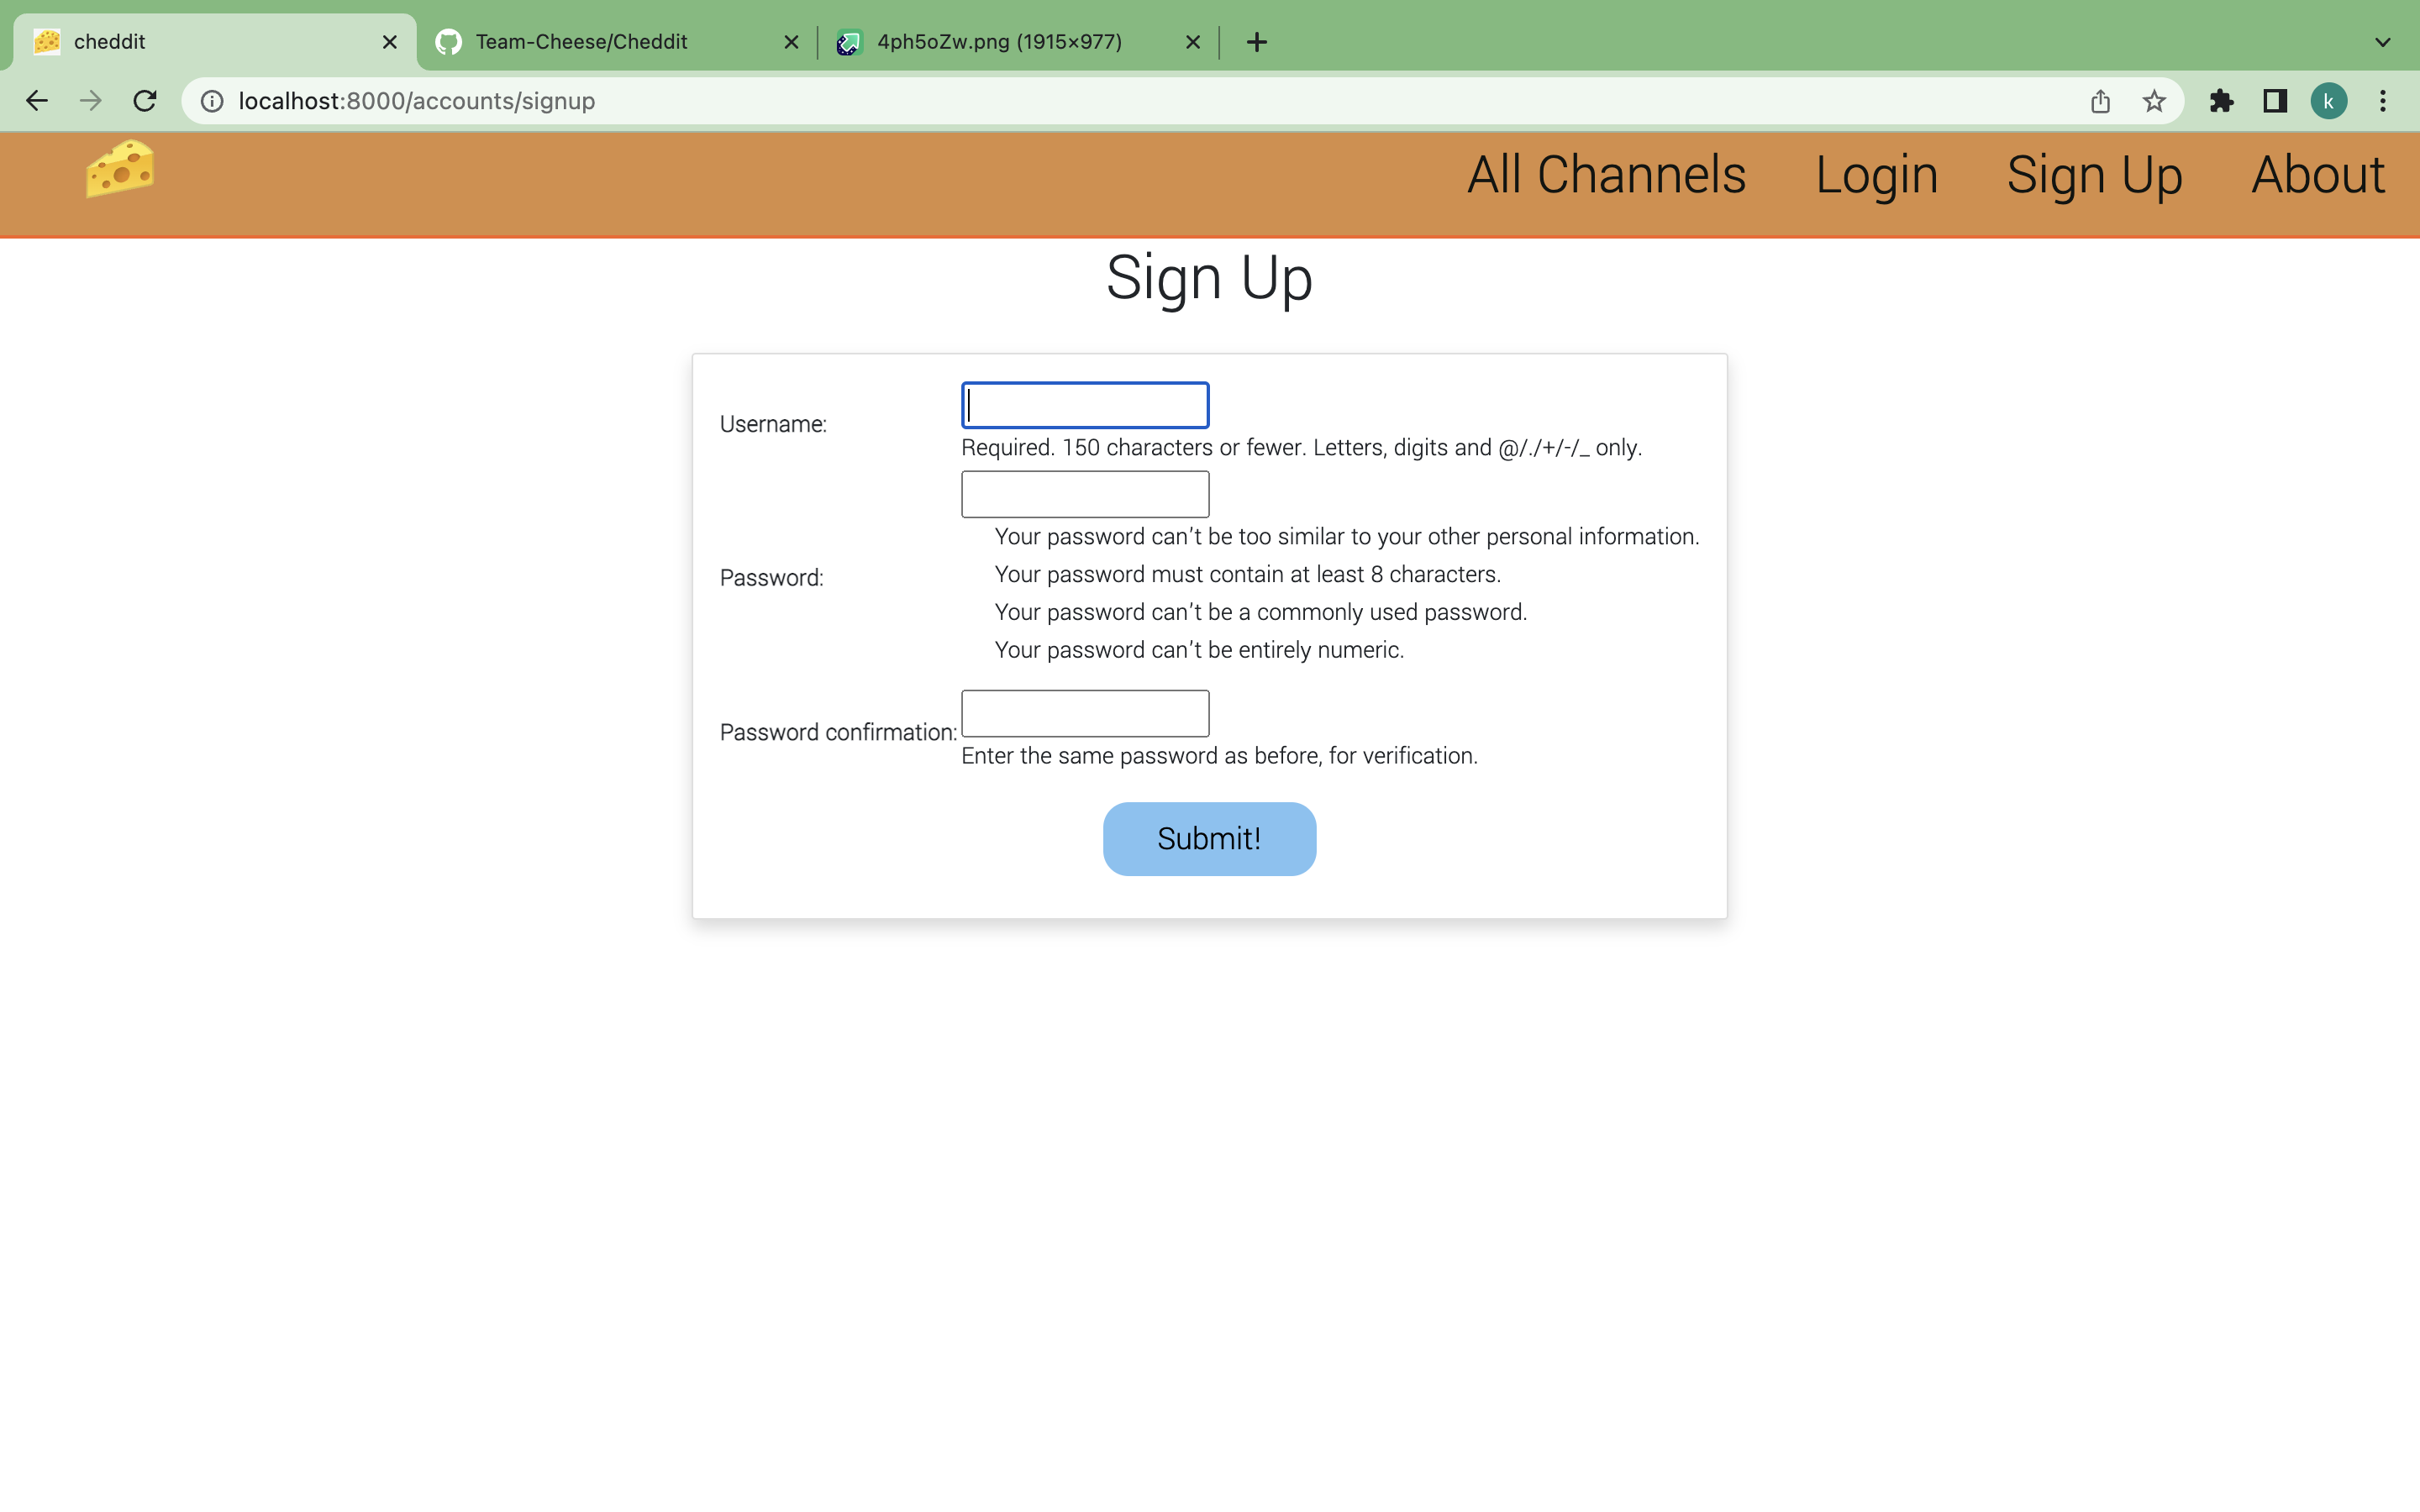 cheddit
Team-Cheese/Cheddit
4ph5oZw.png (1915×977)
localhost:8000/accounts/signup
k
All Channels
Login
Sign Up
About
Sign Up
Username:
Required. 150 characters or fewer. Letters, digits and @/./+/-/_ only.
Password:
Your password can't be too similar to your other personal information.
Your password must contain at least 8 characters.
Your password can't be a commonly used password.
Your password can't be entirely numeric.
Password confirmation:
Enter the same password as before, for verification.
Submit!